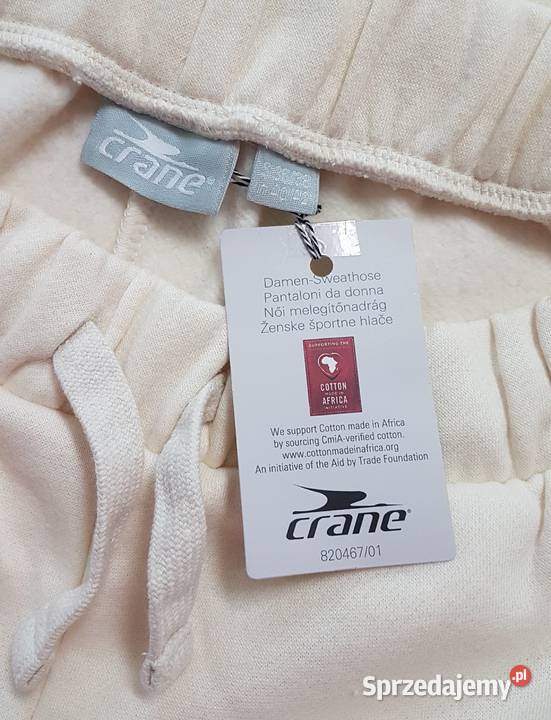 crane®
Damen-Sweathose
Pantaloni da donna
Női melegítőnadrág
Ženske športne hlače
SUPPORTING THE
COTTON
MADE IN
AFRICA
INITIATIVE
We support Cotton made in Africa
by sourcing CmiA-verified cotton.
www.cottonmadeinafrica.org
An initiative of the Aid by Trade Foundation
crane®
820467/01
Sprzedajemy.pl